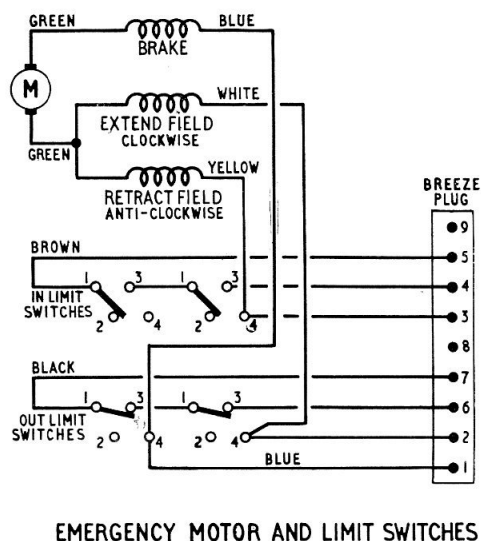 GREEN
BLUE
BRAKE
M
WHITE
EXTEND FIELD
CLOCKWISE
GREEN
YELLOW
RETRACT FIELD
ANTI-CLOCKWISE
BREEZE
PLUG
9
BROWN
5
1 3 1 3
4
IN LIMIT
SWITCHES
2 4 2 4
3
8
BLACK
7
1 3 1 3
6
OUT LIMIT
SWITCHES
2 4 2 4
2
BLUE
1
EMERGENCY MOTOR AND LIMIT SWITCHES